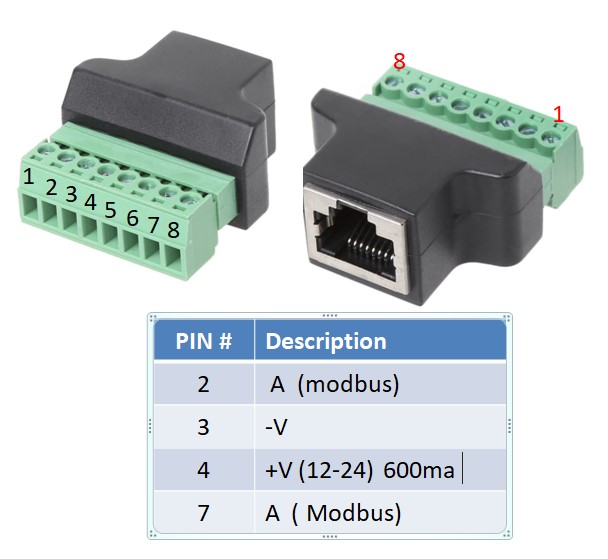 8
1
1 2 3 4 5 6 7 8
PIN # Description
2 A (modbus)
3 -V
4 +V (12-24) 600ma
7 A ( Modbus)